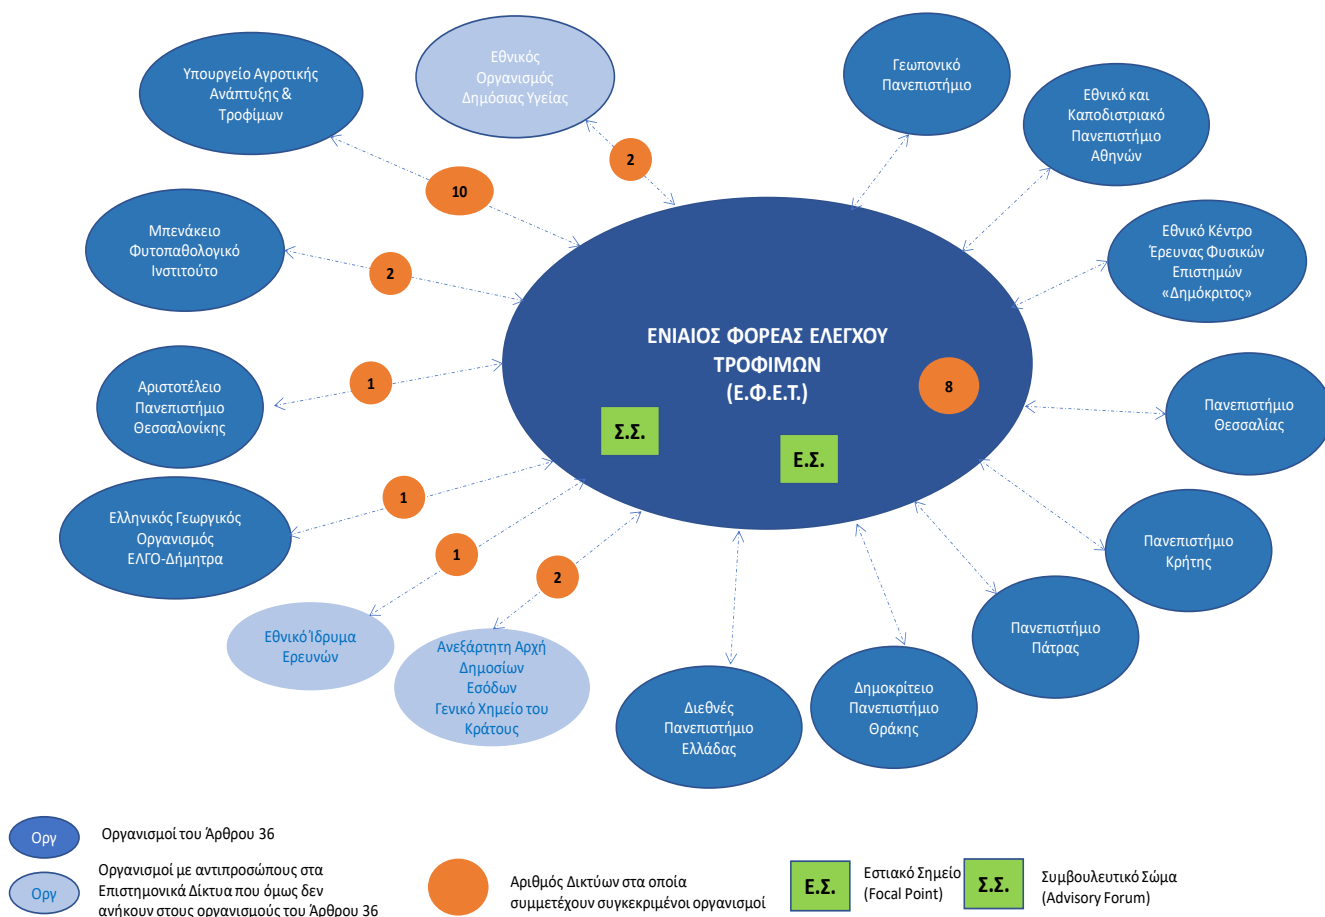 Υπουργείο Αγροτικής
Ανάπτυξης &
Τροφίμων
Εθνικός
Οργανισμός
Δημόσιας Υγείας
Γεωπονικό
Πανεπιστήμιο
Εθνικό και
Καποδιστριακό
Πανεπιστήμιο
Αθηνών
2
10
Μπενάκειο
Φυτοπαθολογικό
Ινστιτούτο
2
Εθνικό Κέντρο
Έρευνας Φυσικών
Επιστημών
«Δημόκριτος»
ΕΝΙΑΙΟΣ ΦΟΡΕΑΣ ΕΛΕΓΧΟΥ
ΤΡΟΦΙΜΩΝ
(Ε.Φ.Ε.Τ.)
8
Σ.Σ.
Ε.Σ.
Αριστοτέλειο
Πανεπιστήμιο
Θεσσαλονίκης
1
Πανεπιστήμιο
Θεσσαλίας
Ελληνικός Γεωργικός
Οργανισμός
ΕΛΓΟ-Δήμητρα
1
Πανεπιστήμιο
Κρήτης
1
2
Εθνικό Ίδρυμα
Ερευνών
Ανεξάρτητη Αρχή
Δημοσίων
Εσόδων
Γενικό Χημείο του
Κράτους
Πανεπιστήμιο
Πάτρας
Διεθνές
Πανεπιστήμιο
Ελλάδας
Δημοκρίτειο
Πανεπιστήμιο
Θράκης
Οργ
Οργανισμοί του Άρθρου 36
Οργ
Οργανισμοί με αντιπροσώπους στα
Επιστημονικά Δίκτυα που όμως δεν
ανήκουν στους οργανισμούς του Άρθρου 36
Αριθμός Δικτύων στα οποία
συμμετέχουν συγκεκριμένοι οργανισμοί
Ε.Σ.
Εστιακό Σημείο
(Focal Point)
Σ.Σ.
Συμβουλευτικό Σώμα
(Advisory Forum)